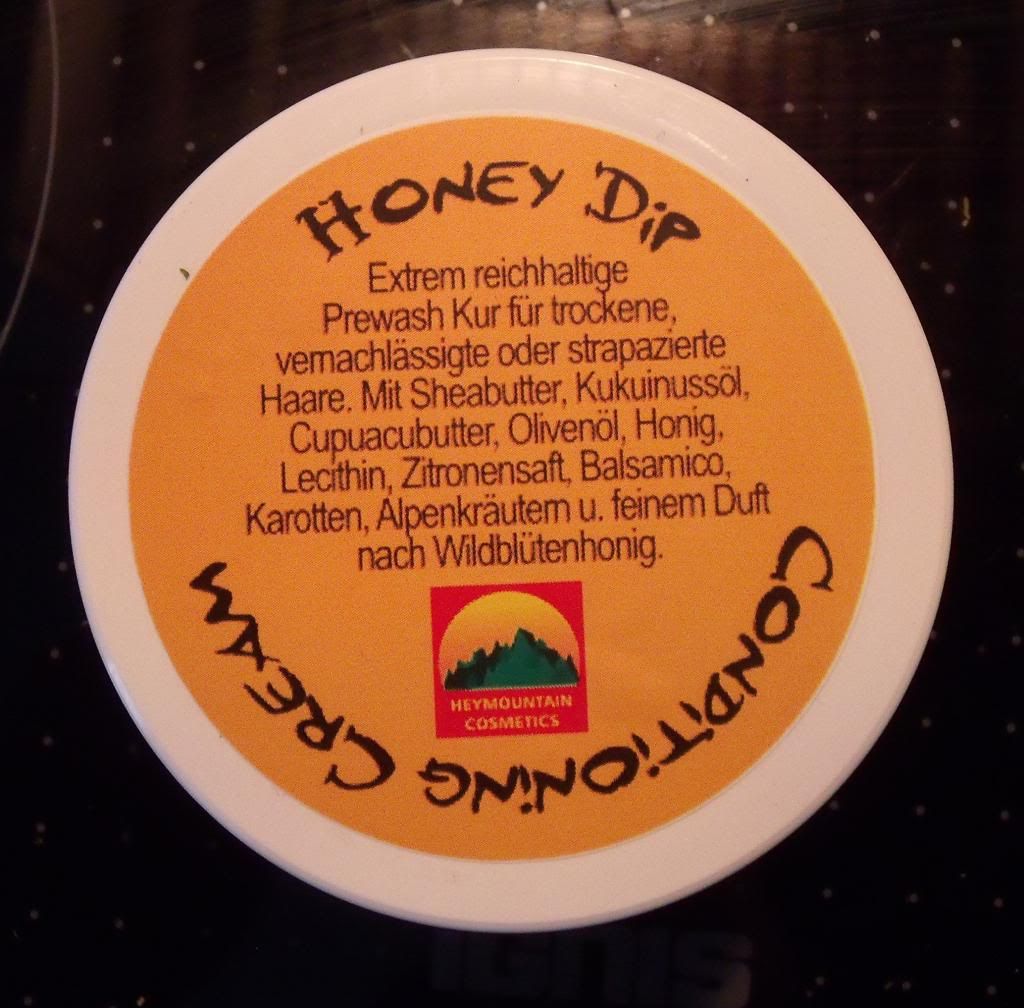 HONEY DiP
Extrem reichhaltige
Prewash Kur für trockene,
vernachlässigte oder strapazierte
Haare. Mit Sheabutter, Kukuinussöl,
Cupuacubutter, Olivenöl, Honig,
Lecithin, Zitronensaft, Balsamico,
Karotten, Alpenkräutern u. feinem Duft
nach Wildblütenhonig.
HEYMOUNTAIN
COSMETICS
CONDiTiONiNG CREAM
IGNIS